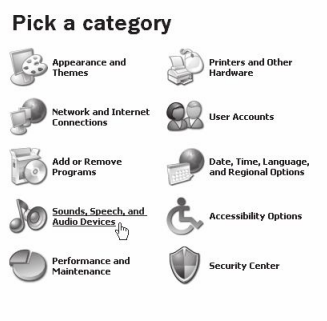 Pick a category
Appearance and
Themes
Printers and Other
Hardware
Network and Internet
Connections
User Accounts
Add or Remove
Programs
Date, Time, Language,
and Regional Options
Sounds, Speech, and
Audio Devices
Accessibility Options
Performance and
Maintenance
Security Center